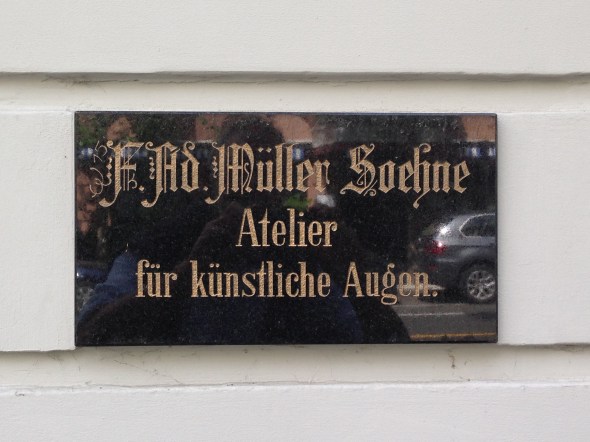 F. Ad. Müller Soehne
Atelier
für künstliche Augen.